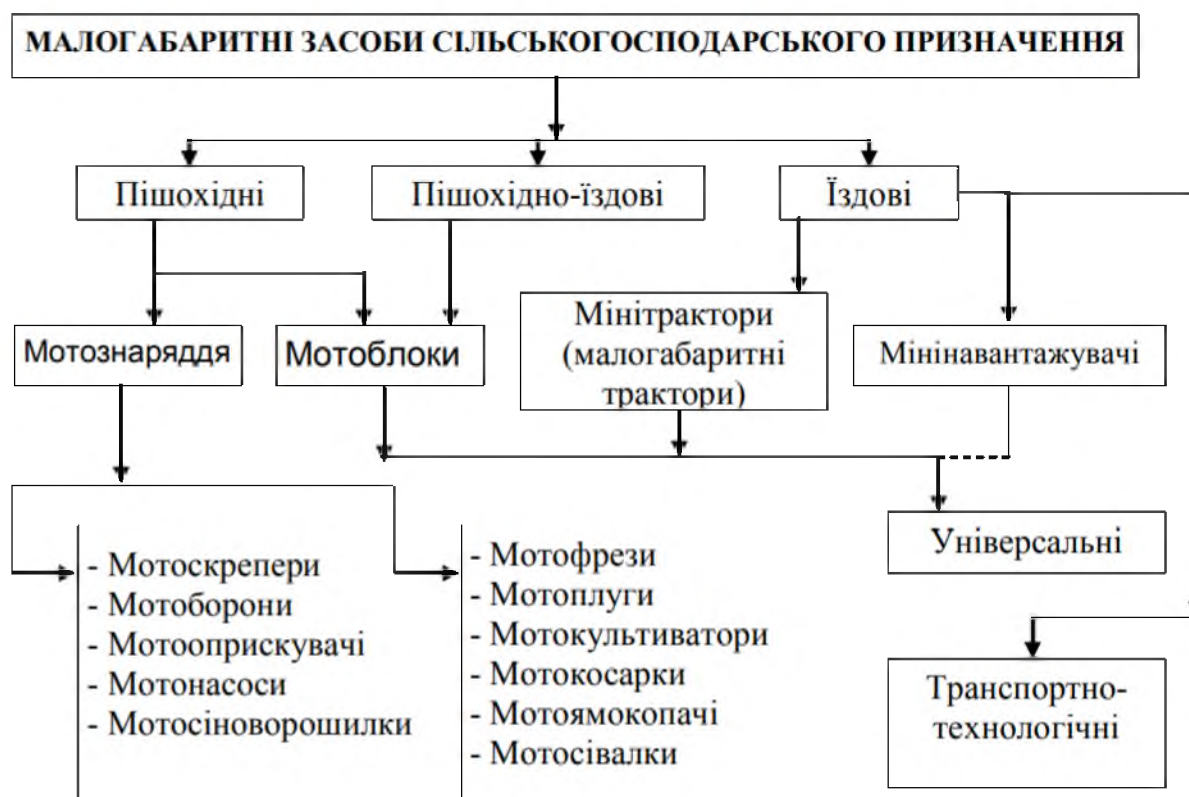 МАЛОГАБАРИТНІ ЗАСОБИ СІЛЬСЬКОГОСПОДАРСЬКОГО ПРИЗНАЧЕННЯ
Пішохідні
Пішохідно-їздові
Їздові
Мотознаряддя
Мотоблоки
Мінітрактори
(малогабаритні
трактори)
Мінінавантажувачі
- Мотоскрепери
- Мотоборони
- Мотооприскувачі
- Мотонасоси
- Мотосіноворошилки
- Мотофрези
- Мотоплуги
- Мотокультиватори
- Мотокосарки
- Мотоямокопачі
- Мотосівалки
Універсальні
Транспортно-
технологічні